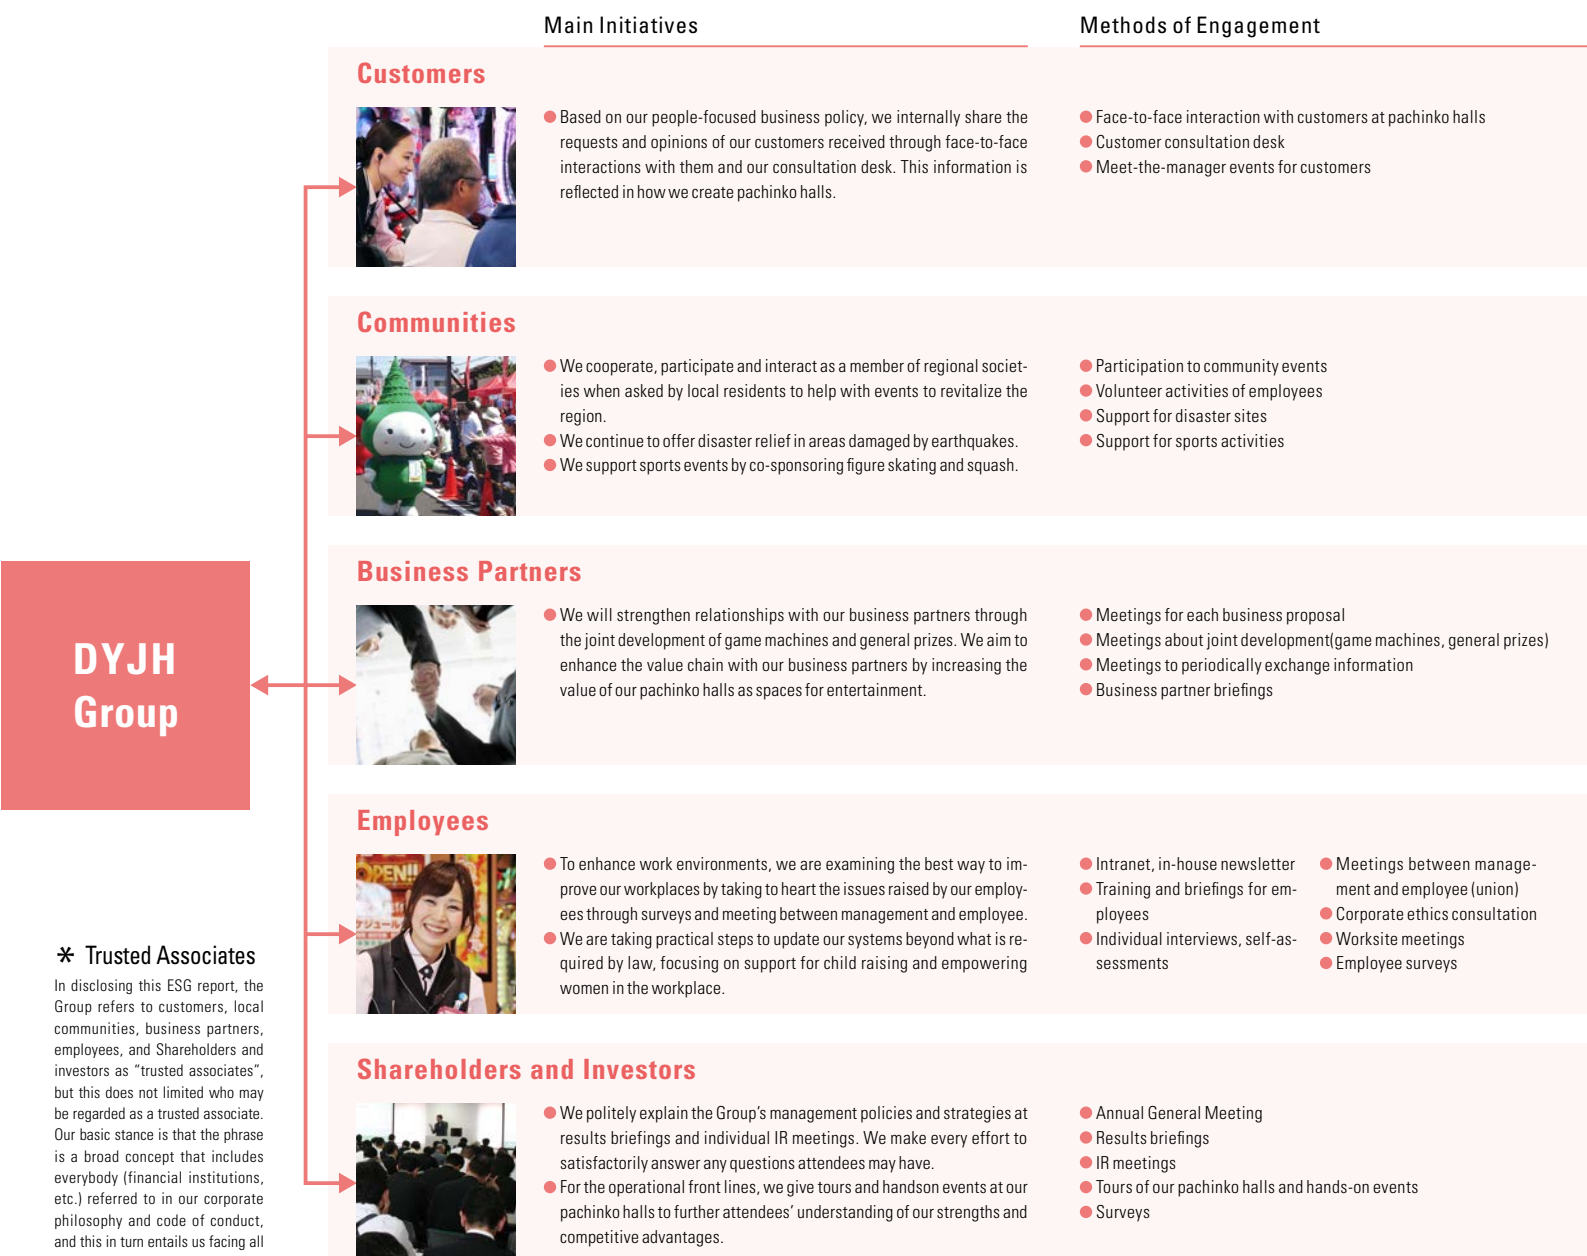 Main Initiatives
Methods of Engagement
Customers
● Based on our people-focused business policy, we internally share the
requests and opinions of our customers received through face-to-face
interactions with them and our consultation desk. This information is
reflected in how we create pachinko halls.
● Face-to-face interaction with customers at pachinko halls
● Customer consultation desk
● Meet-the-manager events for customers
Communities
● We cooperate, participate and interact as a member of regional societ-
ies when asked by local residents to help with events to revitalize the
region.
● We continue to offer disaster relief in areas damaged by earthquakes.
● We support sports events by co-sponsoring figure skating and squash.
● Participation to community events
● Volunteer activities of employees
● Support for disaster sites
● Support for sports activities
DYJH
Group
Business Partners
● We will strengthen relationships with our business partners through
the joint development of game machines and general prizes. We aim to
enhance the value chain with our business partners by increasing the
value of our pachinko halls as spaces for entertainment.
● Meetings for each business proposal
● Meetings about joint development(game machines, general prizes)
● Meetings to periodically exchange information
● Business partner briefings
Employees
OPEN!!
● To enhance work environments, we are examining the best way to im-
prove our workplaces by taking to heart the issues raised by our employ-
ees through surveys and meeting between management and employee.
● We are taking practical steps to update our systems beyond what is re-
quired by law, focusing on support for child raising and empowering
women in the workplace.
● Intranet, in-house newsletter
● Training and briefings for em-
ployees
● Individual interviews, self-as-
sessments
● Meetings between manage-
ment and employee (union)
● Corporate ethics consultation
● Worksite meetings
● Employee surveys
Shareholders and Investors
● We politely explain the Group's management policies and strategies at
results briefings and individual IR meetings. We make every effort to
satisfactorily answer any questions attendees may have.
● For the operational front lines, we give tours and handson events at our
pachinko halls to further attendees' understanding of our strengths and
competitive advantages.
● Annual General Meeting
● Results briefings
● IR meetings
● Tours of our pachinko halls and hands-on events
● Surveys
* Trusted Associates
In disclosing this ESG report, the
Group refers to customers, local
communities, business partners,
employees, and Shareholders and
investors as "trusted associates",
but this does not limited who may
be regarded as a trusted associate.
Our basic stance is that the phrase
is a broad concept that includes
everybody (financial institutions,
etc.) referred to in our corporate
philosophy and code of conduct,
and this in turn entails us facing all